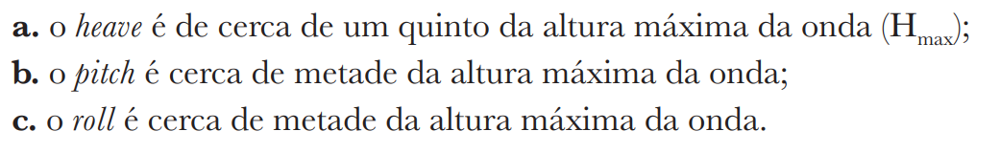 a. o heave é de cerca de um quinto da altura máxima da onda (Hmax);
b. o pitch é cerca de metade da altura máxima da onda;
c. o roll é cerca de metade da altura máxima da onda.